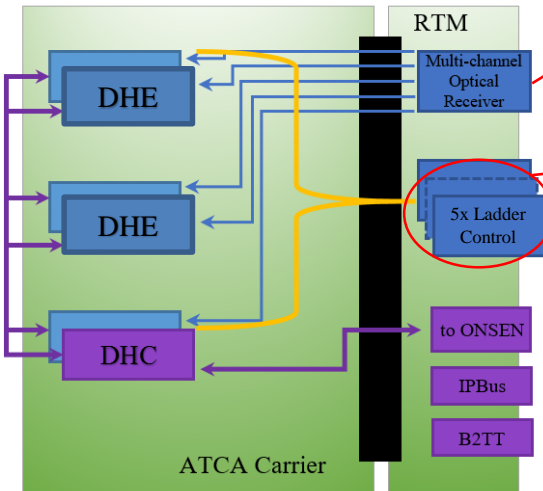 RTM
Multi-channel
Optical
Receiver
DHE
DHE
5x Ladder
Control
DHC
to ONSEN
IPBus
B2TT
ATCA Carrier